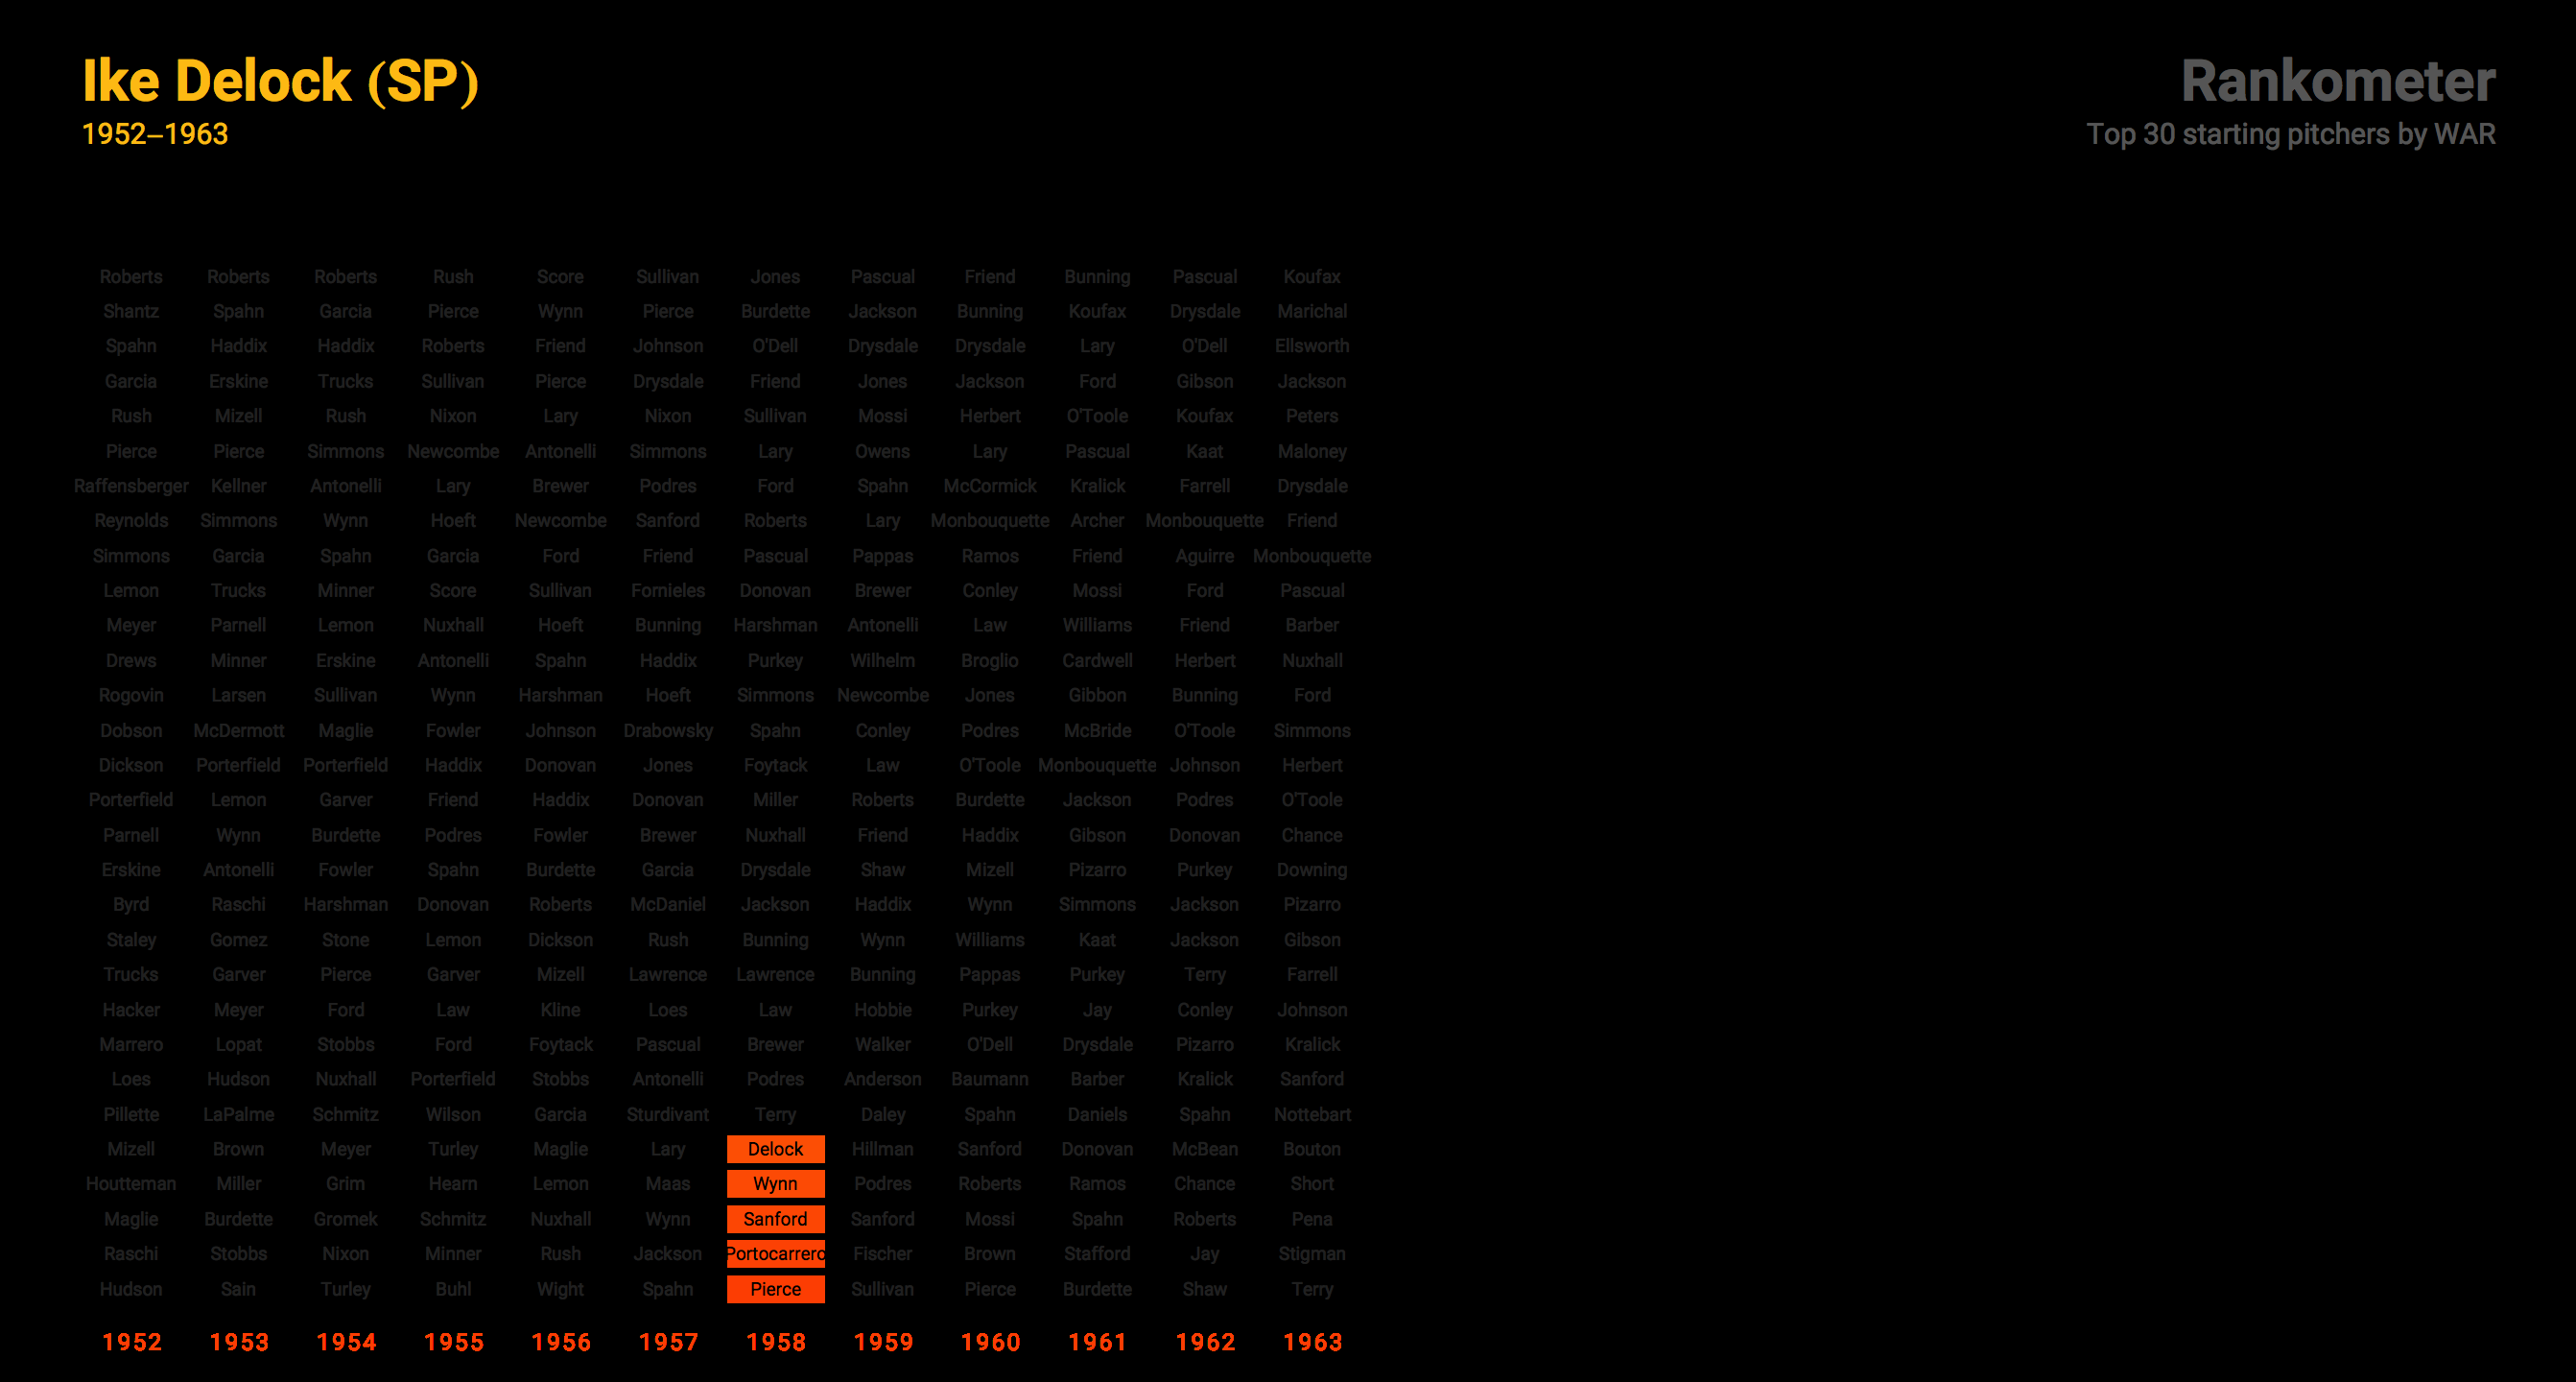 Ike Delock (SP)
1952–1963
Rankometer
Top 30 starting pitchers by WAR
Roberts Roberts Roberts Rush Score Sullivan Jones Pascual Friend Bunning Pascual Koufax
Shantz Spahn Garcia Pierce Wynn Pierce Burdette Jackson Bunning Koufax Drysdale Marichal
Spahn Haddix Haddix Roberts Friend Johnson O'Dell Drysdale Drysdale Lary O'Dell Ellsworth
Garcia Erskine Trucks Sullivan Pierce Drysdale Friend Jones Jackson Ford Gibson Jackson
Rush Mizell Rush Nixon Lary Nixon Sullivan Mossi Herbert O'Toole Koufax Peters
Pierce Pierce Simmons Newcombe Antonelli Simmons Lary Owens Lary Pascual Kaat Maloney
Raffensberger Kellner Antonelli Lary Brewer Podres Ford Spahn McCormick Kralick Farrell Drysdale
Reynolds Simmons Wynn Hoeft Newcombe Sanford Roberts Lary Monbouquette Archer Monbouquette Friend
Simmons Garcia Spahn Garcia Ford Friend Pascual Pappas Ramos Friend Aguirre Monbouquette
Lemon Trucks Minner Score Sullivan Fornieles Donovan Brewer Conley Mossi Ford Pascual
Meyer Parnell Lemon Nuxhall Hoeft Bunning Harshman Antonelli Law Williams Friend Barber
Drews Minner Erskine Antonelli Spahn Haddix Purkey Wilhelm Broglio Cardwell Herbert Nuxhall
Rogovin Larsen Sullivan Wynn Harshman Hoeft Simmons Newcombe Jones Gibbon Bunning Ford
Dobson McDermott Maglie Fowler Johnson Drabowsky Spahn Conley Podres McBride O'Toole Simmons
Dickson Porterfield Porterfield Haddix Donovan Jones Foytack Law O'Toole Monbouquette Johnson Herbert
Porterfield Lemon Garver Friend Haddix Donovan Miller Roberts Burdette Jackson Podres O'Toole
Parnell Wynn Burdette Podres Fowler Brewer Nuxhall Friend Haddix Gibson Donovan Chance
Erskine Antonelli Fowler Spahn Burdette Garcia Drysdale Shaw Mizell Pizarro Purkey Downing
Byrd Raschi Harshman Donovan Roberts McDaniel Jackson Haddix Wynn Simmons Jackson Pizarro
Staley Gomez Stone Lemon Dickson Rush Bunning Wynn Williams Kaat Jackson Gibson
Trucks Garver Pierce Garver Mizell Lawrence Lawrence Bunning Pappas Purkey Terry Farrell
Hacker Meyer Ford Law Kline Loes Law Hobbie Purkey Jay Conley Johnson
Marrero Lopat Stobbs Ford Foytack Pascual Brewer Walker O'Dell Drysdale Pizarro Kralick
Loes Hudson Nuxhall Porterfield Stobbs Antonelli Podres Anderson Baumann Barber Kralick Sanford
Pillette LaPalme Schmitz Wilson Garcia Sturdivant Terry Daley Spahn Daniels Spahn Nottebart
Mizell Brown Meyer Turley Maglie Lary Delock Hillman Sanford Donovan McBean Bouton
Houtteman Miller Grim Hearn Lemon Maas Wynn Podres Roberts Ramos Chance Short
Maglie Burdette Gromek Schmitz Nuxhall Wynn Sanford Sanford Mossi Spahn Roberts Pena
Raschi Stobbs Nixon Minner Rush Jackson Portocarrero Fischer Brown Stafford Jay Stigman
Hudson Sain Turley Buhl Wight Spahn Pierce Sullivan Pierce Burdette Shaw Terry
1952 1953 1954 1955 1956 1957 1958 1959 1960 1961 1962 1963